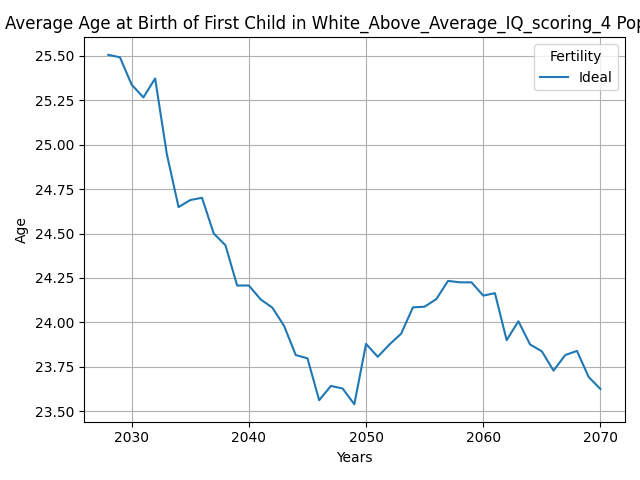 Average Age at Birth of First Child in White_Above_Average_IQ_scoring_4 Pop
Fertility
Ideal
25.50
25.25
25.00
24.75
24.50
24.25
24.00
23.75
23.50
Age
2030 2040 2050 2060 2070
Years